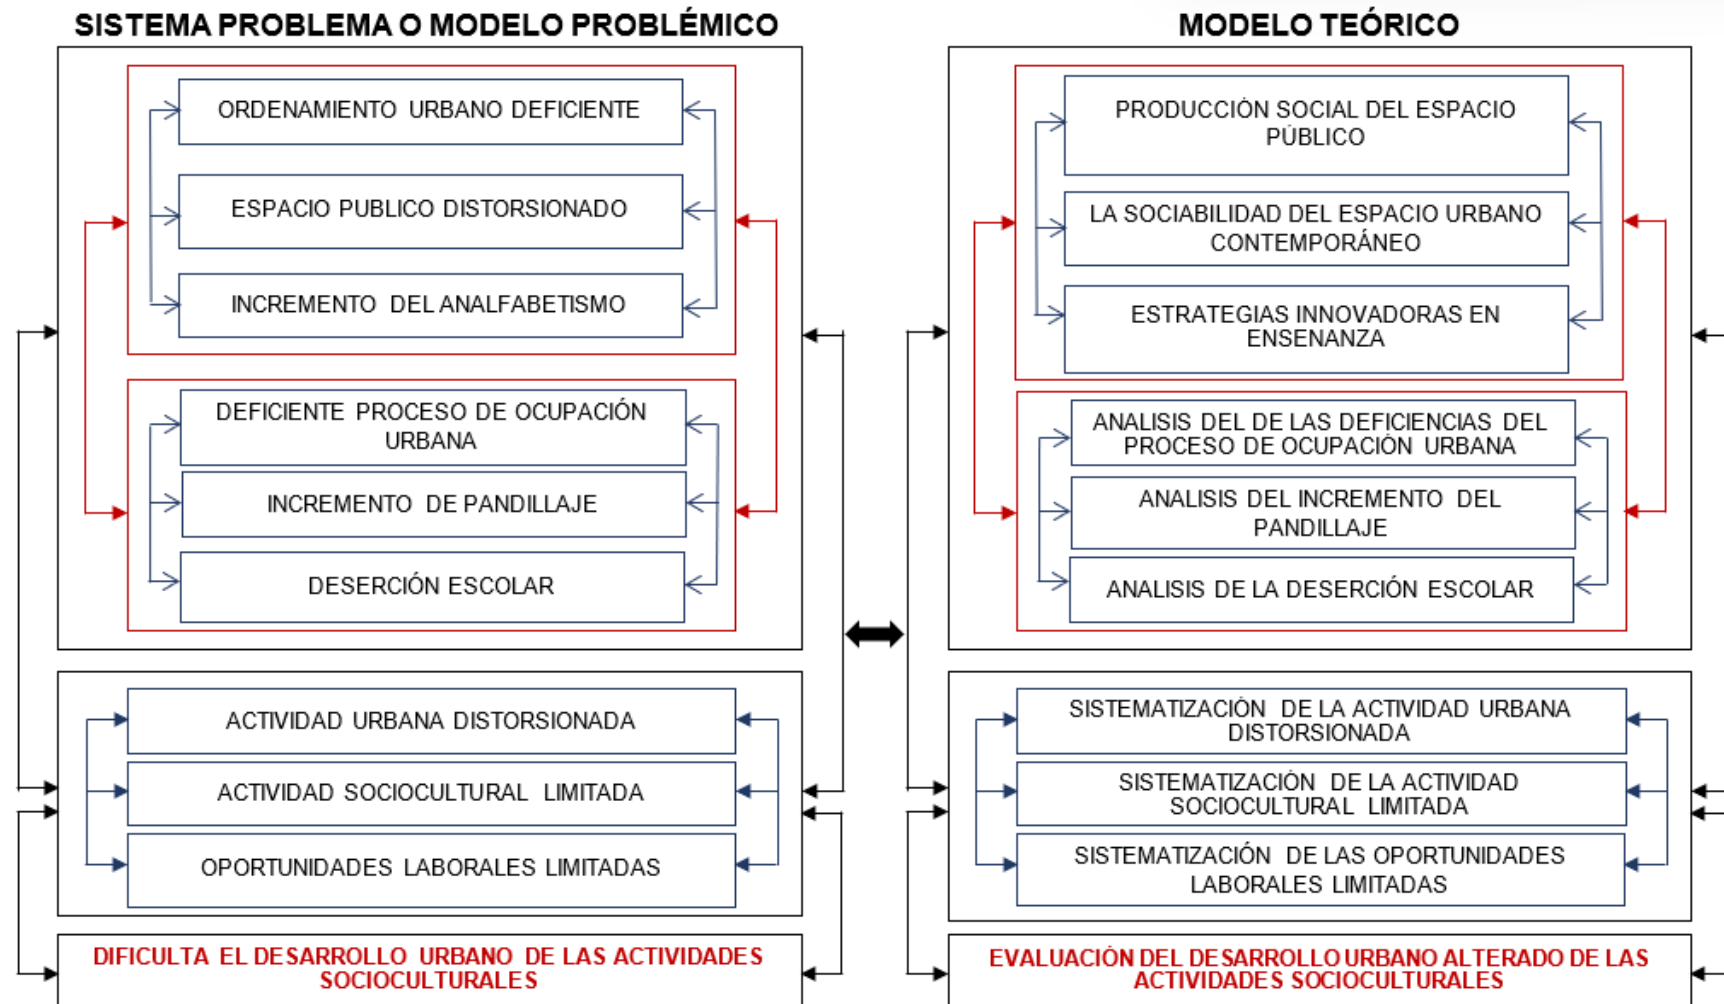 SISTEMA PROBLEMA O MODELO PROBLÉMICO
ORDENAMIENTO URBANO DEFICIENTE
ESPACIO PUBLICO DISTORSIONADO
INCREMENTO DEL ANALFABETISMO
DEFICIENTE PROCESO DE OCUPACIÓN
URBANA
INCREMENTO DE PANDILLAJE
DESERCIÓN ESCOLAR
ACTIVIDAD URBANA DISTORSIONADA
ACTIVIDAD SOCIOCULTURAL LIMITADA
OPORTUNIDADES LABORALES LIMITADAS
DIFICULTA EL DESARROLLO URBANO DE LAS ACTIVIDADES
SOCIOCULTURALES
MODELO TEÓRICO
PRODUCCIÓN SOCIAL DEL ESPACIO
PÚBLICO
LA SOCIABILIDAD DEL ESPACIO URBANO
CONTEMPORÁNEO
ESTRATEGIAS INNOVADORAS EN
ENSENANZA
ANALISIS DEL DE LAS DEFICIENCIAS DEL
PROCESO DE OCUPACIÓN URBANA
ANALISIS DEL INCREMENTO DEL
PANDILLAJE
ANALISIS DE LA DESERCIÓN ESCOLAR
SISTEMATIZACIÓN DE LA ACTIVIDAD URBANA
DISTORSIONADA
SISTEMATIZACIÓN DE LA ACTIVIDAD
SOCIOCULTURAL LIMITADA
SISTEMATIZACIÓN DE LAS OPORTUNIDADES
LABORALES LIMITADAS
EVALUACIÓN DEL DESARROLLO URBANO ALTERADO DE LAS
ACTIVIDADES SOCIOCULTURALES